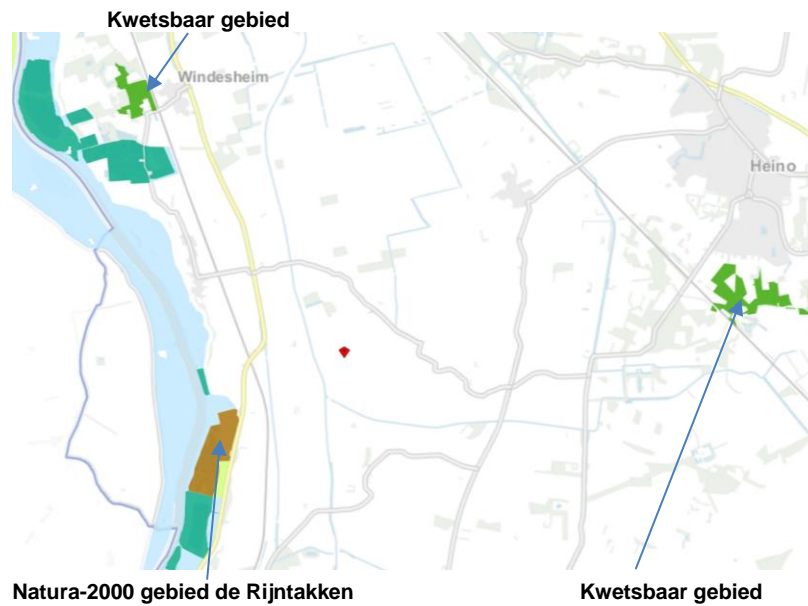 Kwetsbaar gebied
Windesheim
Heino
Natura-2000 gebied de Rijntakken
Kwetsbaar gebied